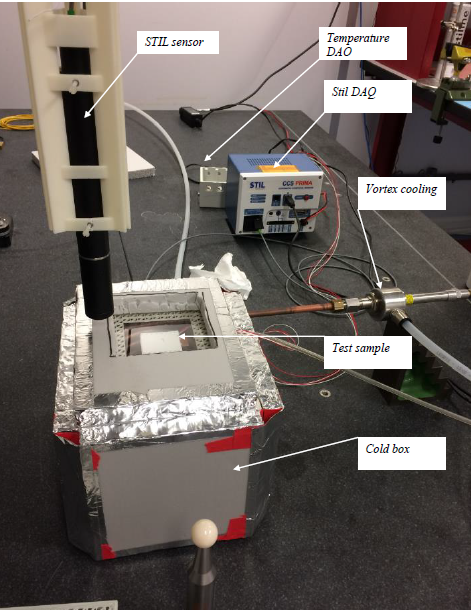 STIL sensor
Temperature
DAQ
Stil DAQ
STIL
CCS PRIMA
Vortex cooling
Test sample
Cold box